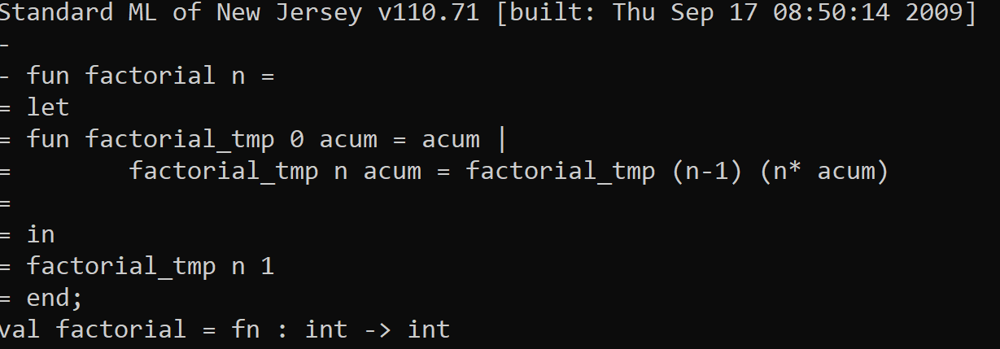 Standard ML of New Jersey v110.71 [built: Thu Sep 17 08:50:14 2009]
-
- fun factorial n =
= let
= fun factorial_tmp 0 acum = acum |
=        factorial_tmp n acum = factorial_tmp (n-1) (n* acum)
=
= in
= factorial_tmp n 1
= end;
val factorial = fn : int -> int